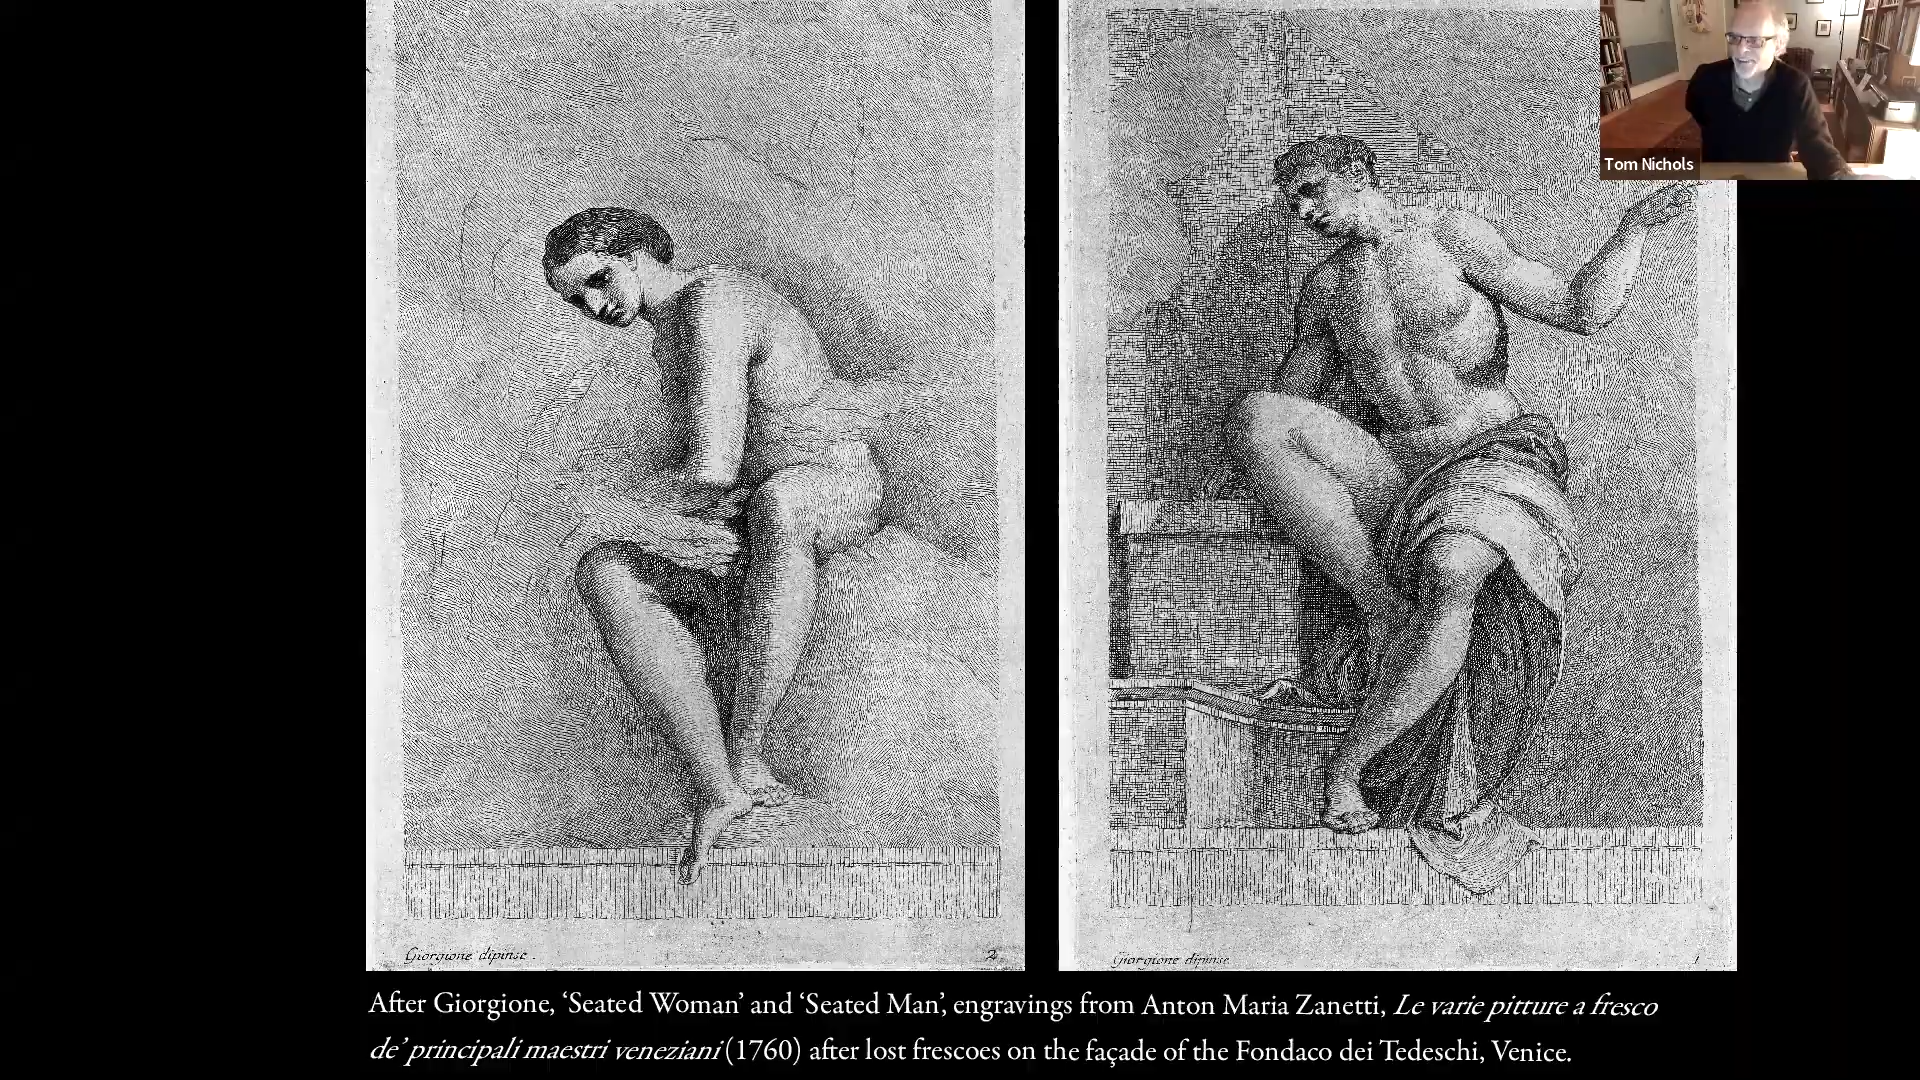 Tom Nichols
Giorgione dipinse.
2
Giorgione dipinse
1
After Giorgione, ‘Seated Woman’ and ‘Seated Man’, engravings from Anton Maria Zanetti, Le varie pitture a fresco
de’ principali maestri veneziani (1760) after lost frescoes on the façade of the Fondaco dei Tedeschi, Venice.